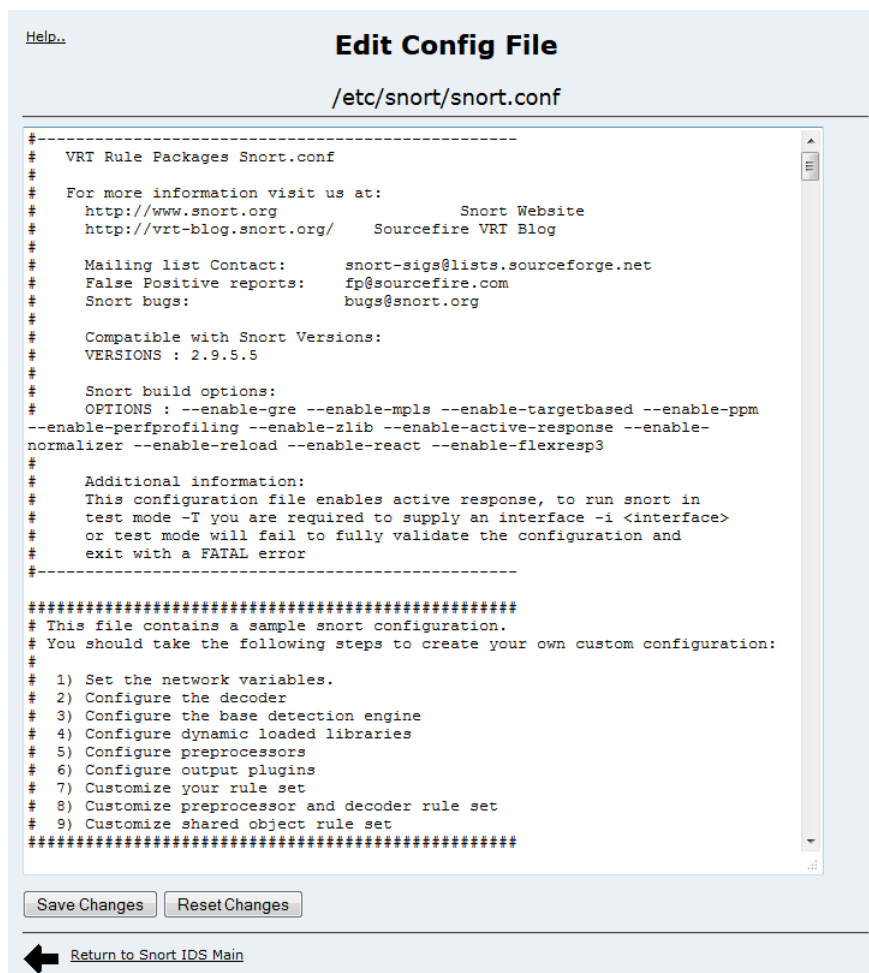 Help..
Edit Config File
/etc/snort/snort.conf
#--------------------------------------------------
#   VRT Rule Packages Snort.conf
#
#   For more information visit us at:
#     http://www.snort.org                   Snort Website
#     http://vrt-blog.snort.org/    Sourcefire VRT Blog
#
#     Mailing list Contact:      snort-sigs@lists.sourceforge.net
#     False Positive reports:    fp@sourcefire.com
#     Snort bugs:                bugs@snort.org
#
#     Compatible with Snort Versions:
#     VERSIONS : 2.9.5.5
#
#     Snort build options:
#     OPTIONS : --enable-gre --enable-mpls --enable-targetbased --enable-ppm
--enable-perfprofiling --enable-zlib --enable-active-response --enable-
normalizer --enable-reload --enable-react --enable-flexresp3
#
#     Additional information:
#     This configuration file enables active response, to run snort in
#     test mode -T you are required to supply an interface -i <interface>
#     or test mode will fail to fully validate the configuration and
#     exit with a FATAL error
#--------------------------------------------------
###################################################
# This file contains a sample snort configuration.
# You should take the following steps to create your own custom configuration:
#
#  1) Set the network variables.
#  2) Configure the decoder
#  3) Configure the base detection engine
#  4) Configure dynamic loaded libraries
#  5) Configure preprocessors
#  6) Configure output plugins
#  7) Customize your rule set
#  8) Customize preprocessor and decoder rule set
#  9) Customize shared object rule set
###################################################
Save Changes
Reset Changes
Return to Snort IDS Main